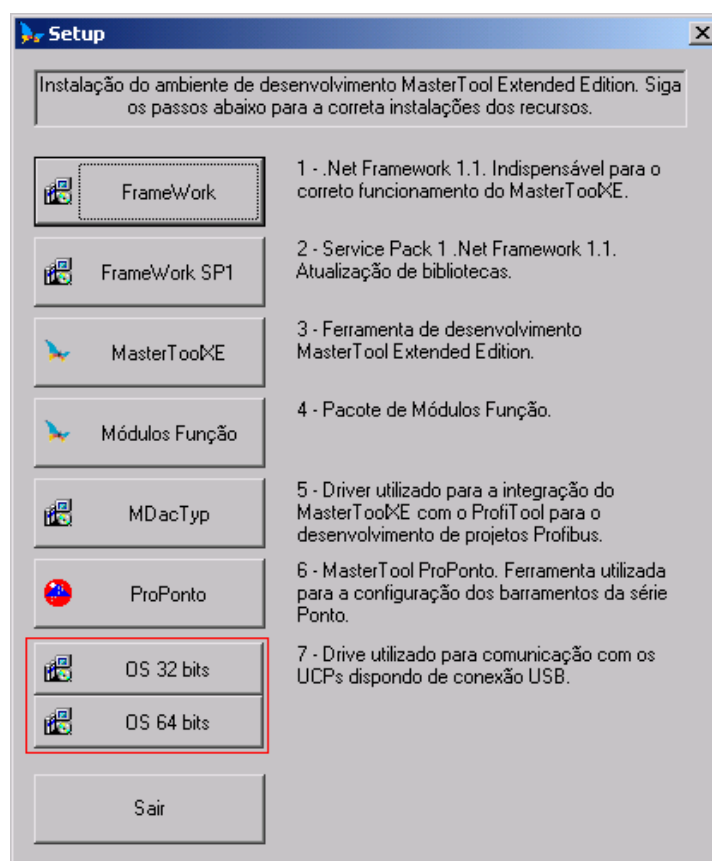 Setup
Instalação do ambiente de desenvolvimento MasterTool Extended Edition. Siga
os passos abaixo para a correta instalações dos recursos.
FrameWork
1 - .Net Framework 1.1. Indispensável para o
correto funcionamento do MasterToolXE.
FrameWork SP1
2 - Service Pack 1 .Net Framework 1.1.
Atualização de bibliotecas.
MasterToolXE
3 - Ferramenta de desenvolvimento
MasterTool Extended Edition.
Módulos Função
4 - Pacote de Módulos Função.
MDacTyp
5 - Driver utilizado para a integração do
MasterToolXE com o ProfiTool para o
desenvolvimento de projetos Profibus.
ProPonto
6 - MasterTool ProPonto. Ferramenta utilizada
para a configuração dos barramentos da série
Ponto.
OS 32 bits
OS 64 bits
7 - Drive utilizado para comunicação com os
UCPs dispondo de conexão USB.
Sair